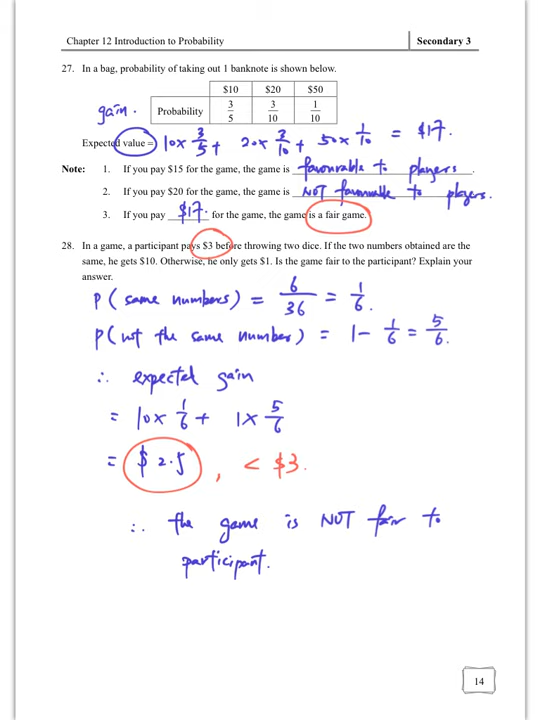 Chapter 12 Introduction to Probability Secondary 3
27. In a bag, probability of taking out 1 banknote is shown below.
$10 $20 $50
gain.
Probability 3/5 3/10 1/10
Expected value = 10 × 3/5 + 20 × 3/10 + 50 × 1/10 = $17.
Note: 1. If you pay $15 for the game, the game is favourable to players.
2. If you pay $20 for the game, the game is NOT favourable to players.
3. If you pay $17. for the game, the game is a fair game.
28. In a game, a participant pays $3 before throwing two dice. If the two numbers obtained are the
same, he gets $10. Otherwise, he only gets $1. Is the game fair to the participant? Explain your
answer.
P (same numbers) = 6/36 = 1/6.
P (not the same number) = 1 - 1/6 = 5/6.
∴ expected gain
= 10 × 1/6 + 1 × 5/6
= $2.5, < $3.
∴ the game is NOT fair to
participant.
14